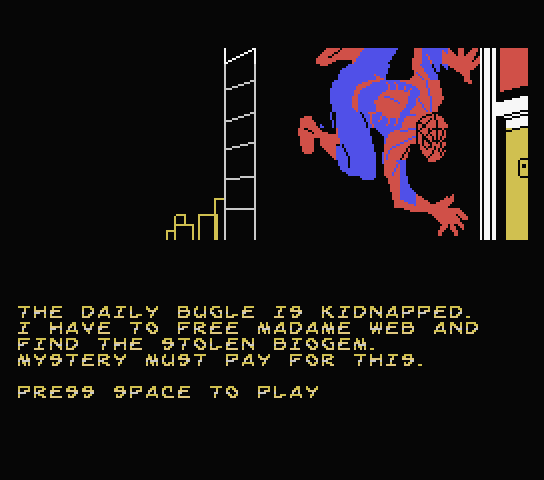 THE DAILY BUGLE IS KIDNAPPED.
I HAVE TO FREE MADAME WEB AND
FIND THE STOLEN BIOGEM.
MYSTERY MUST PAY FOR THIS.
PRESS SPACE TO PLAY